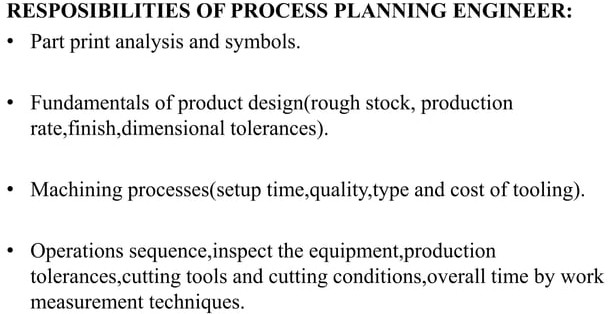 RESPOSIBILITIES OF PROCESS PLANNING ENGINEER:
• Part print analysis and symbols.
• Fundamentals of product design(rough stock, production
rate,finish,dimensional tolerances).
• Machining processes(setup time,quality,type and cost of tooling).
• Operations sequence,inspect the equipment,production
tolerances,cutting tools and cutting conditions,overall time by work
measurement techniques.